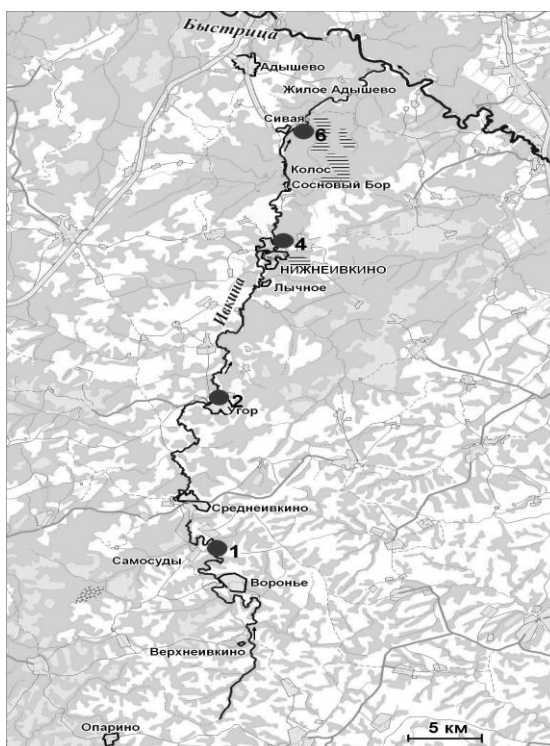 Быстрица
Адышево
Жилое Адышево
Сивая
6
Колос
Сосновый Бор
4
НИЖНЕИВКИНО
Лычное
Ивкина
2
Угор
Среднеивкино
1
Самосуды
Воронье
Верхнеивкино
Опарино
5 км